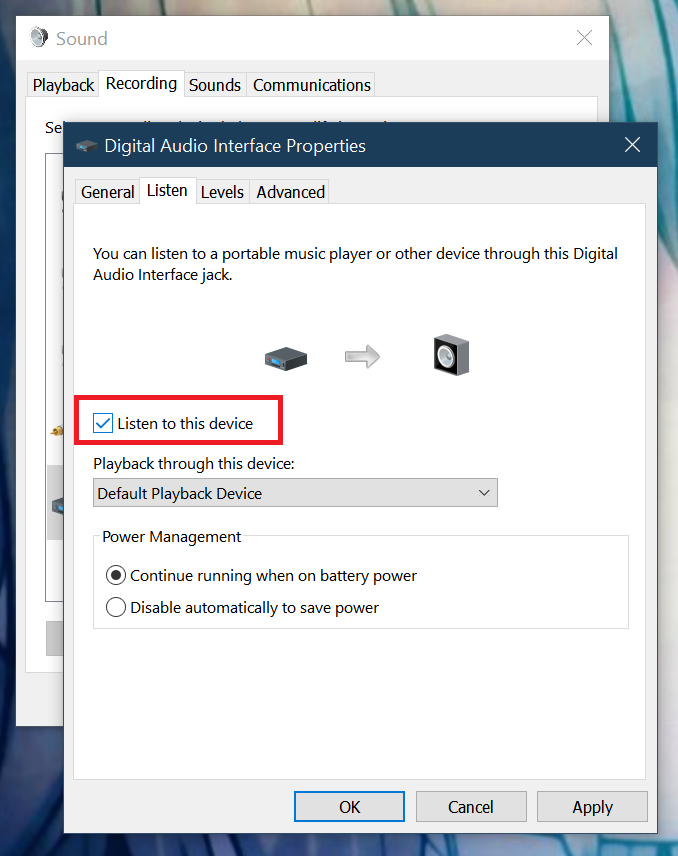 Sound
Playback Recording Sounds Communications
Digital Audio Interface Properties
General Listen Levels Advanced
You can listen to a portable music player or other device through this Digital
Audio Interface jack.
Listen to this device
Playback through this device:
Default Playback Device
Power Management
Continue running when on battery power
Disable automatically to save power
OK Cancel Apply